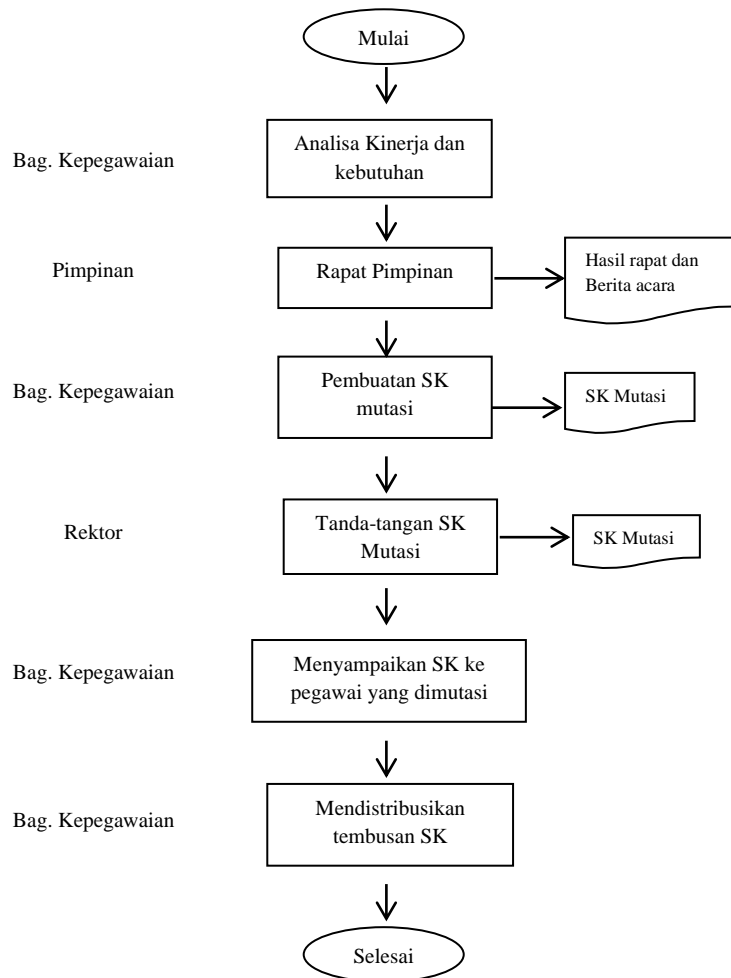 Mulai
Bag. Kepegawaian
Analisa Kinerja dan
kebutuhan
Pimpinan
Rapat Pimpinan
Hasil rapat dan
Berita acara
Bag. Kepegawaian
Pembuatan SK
mutasi
SK Mutasi
Rektor
Tanda-tangan SK
Mutasi
SK Mutasi
Bag. Kepegawaian
Menyampaikan SK ke
pegawai yang dimutasi
Bag. Kepegawaian
Mendistribusikan
tembusan SK
Selesai